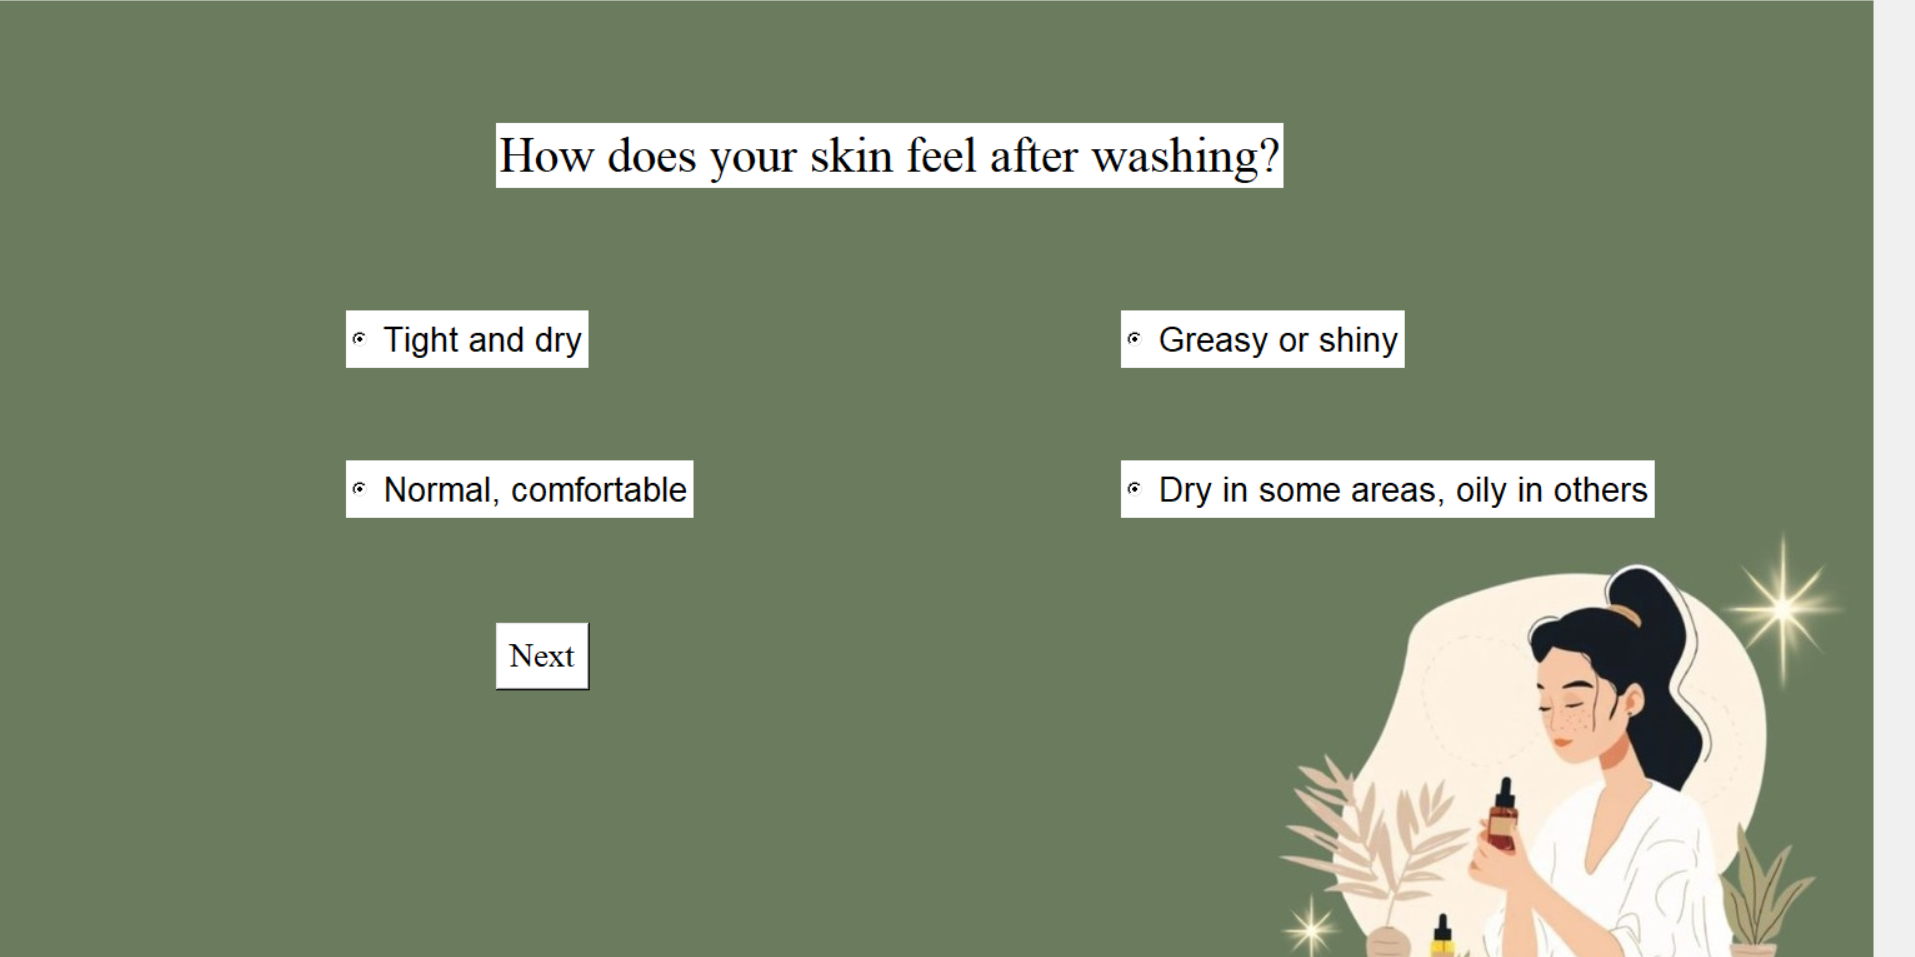 How does your skin feel after washing?
Tight and dry
Greasy or shiny
Normal, comfortable
Dry in some areas, oily in others
Next